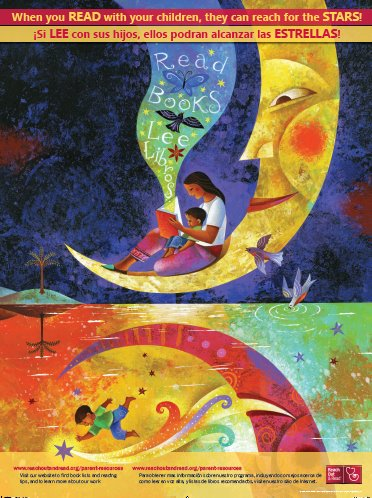 When you READ with your children, they can reach for the STARS!
¡Si LEE con sus hijos, ellos podran alcanzar las ESTRELLAS!
Read
Books
Lee
Libros
www.reachoutandread.org/parent-resources
Visit our website to find book lists and reading
tips, and to learn more about our work.
www.reachoutandread.org/parent-resources
Para obtener mas información sobre nuestro programa, incluyendo consejos acerca de
como leer en voz alta, y listas de libros recomendados, visite nuestro sitio de Internet.
Reach
Out
& Read